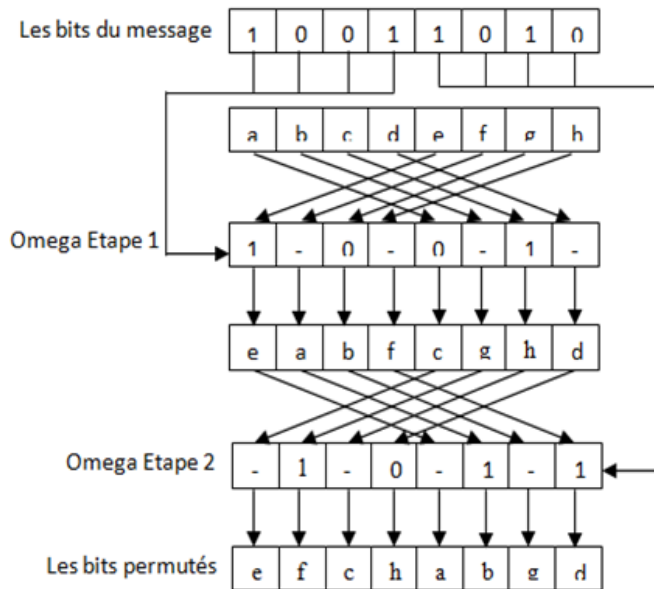 Les bits du message 1 0 0 1 1 0 1 0
a b c d e f g h
Omega Etape 1 1 - 0 - 0 - 1 -
e a b f c g h d
Omega Etape 2 - 1 - 0 - 1 - 1
Les bits permutés e f c h a b g d